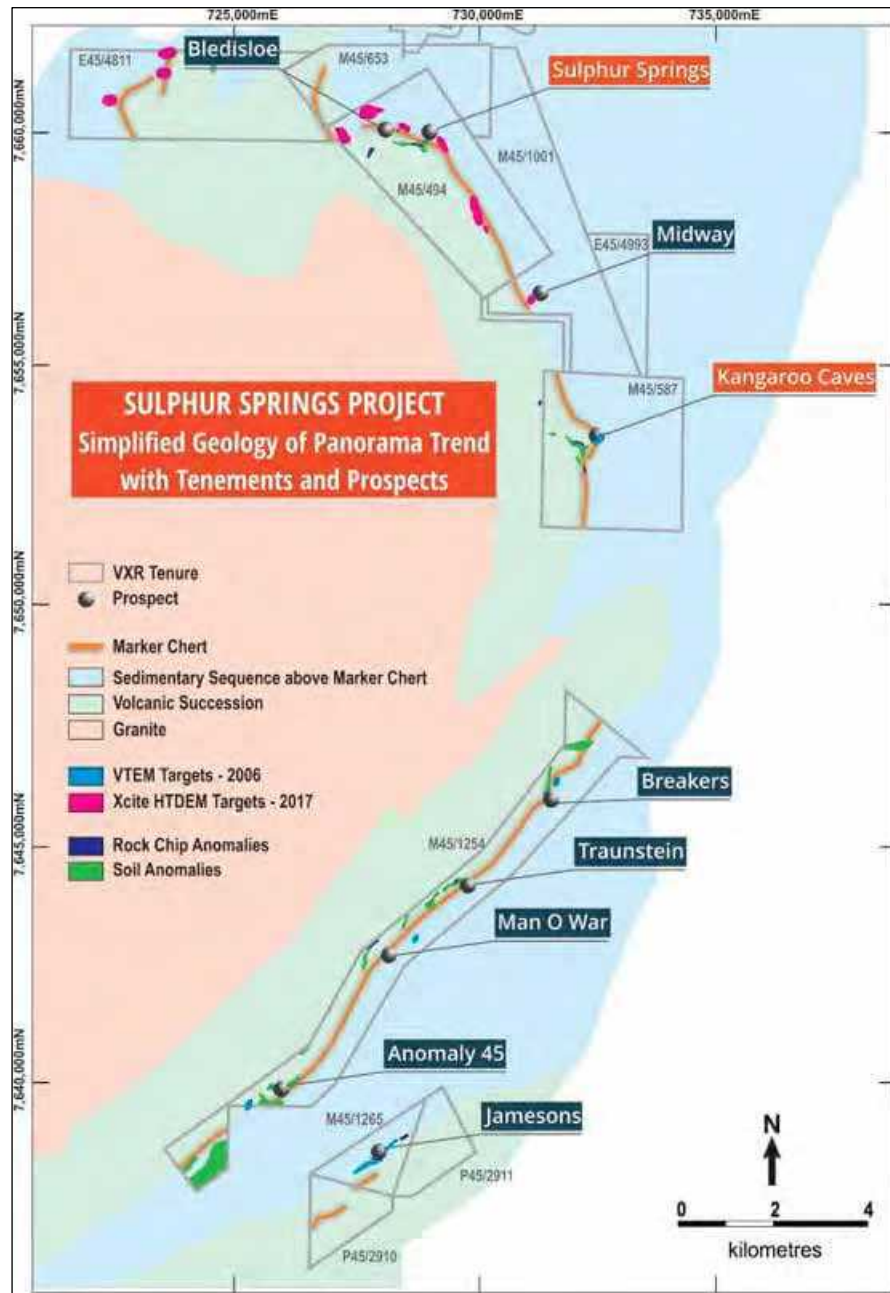 725,000mE
730,000mE
735,000mE
Bledisloe
E45/4811
M45/653
Sulphur Springs
7,660,000mN
M45/1001
M45/494
Midway
E45/4993
7,655,000mN
Kangaroo Caves
M45/587
SULPHUR SPRINGS PROJECT
Simplified Geology of Panorama Trend
with Tenements and Prospects
7,650,000mN
VXR Tenure
Prospect
Marker Chert
Sedimentary Sequence above Marker Chert
Volcanic Succession
Granite
VTEM Targets - 2006
Xcite HTDEM Targets - 2017
Rock Chip Anomalies
Soil Anomalies
Breakers
7,645,000mN
M45/1254
Traunstein
Man O War
Anomaly 45
7,640,000mN
M45/1265
Jamesons
P45/2911
P45/2910
N
0 2 4
kilometres